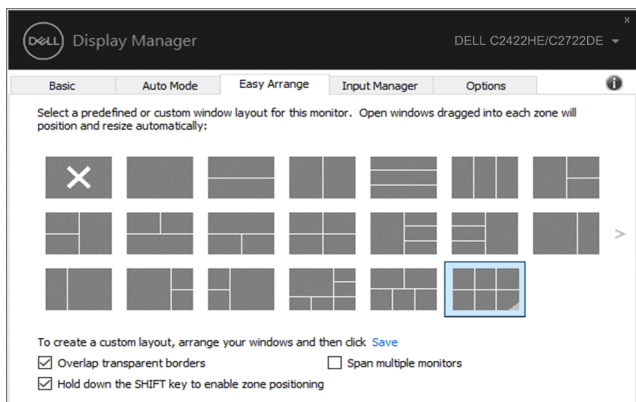 DELL Display Manager DELL C2422HE/C2722DE
Basic Auto Mode Easy Arrange Input Manager Options
Select a predefined or custom window layout for this monitor. Open windows dragged into each zone will
position and resize automatically:
To create a custom layout, arrange your windows and then click Save
Overlap transparent borders Span multiple monitors
Hold down the SHIFT key to enable zone positioning